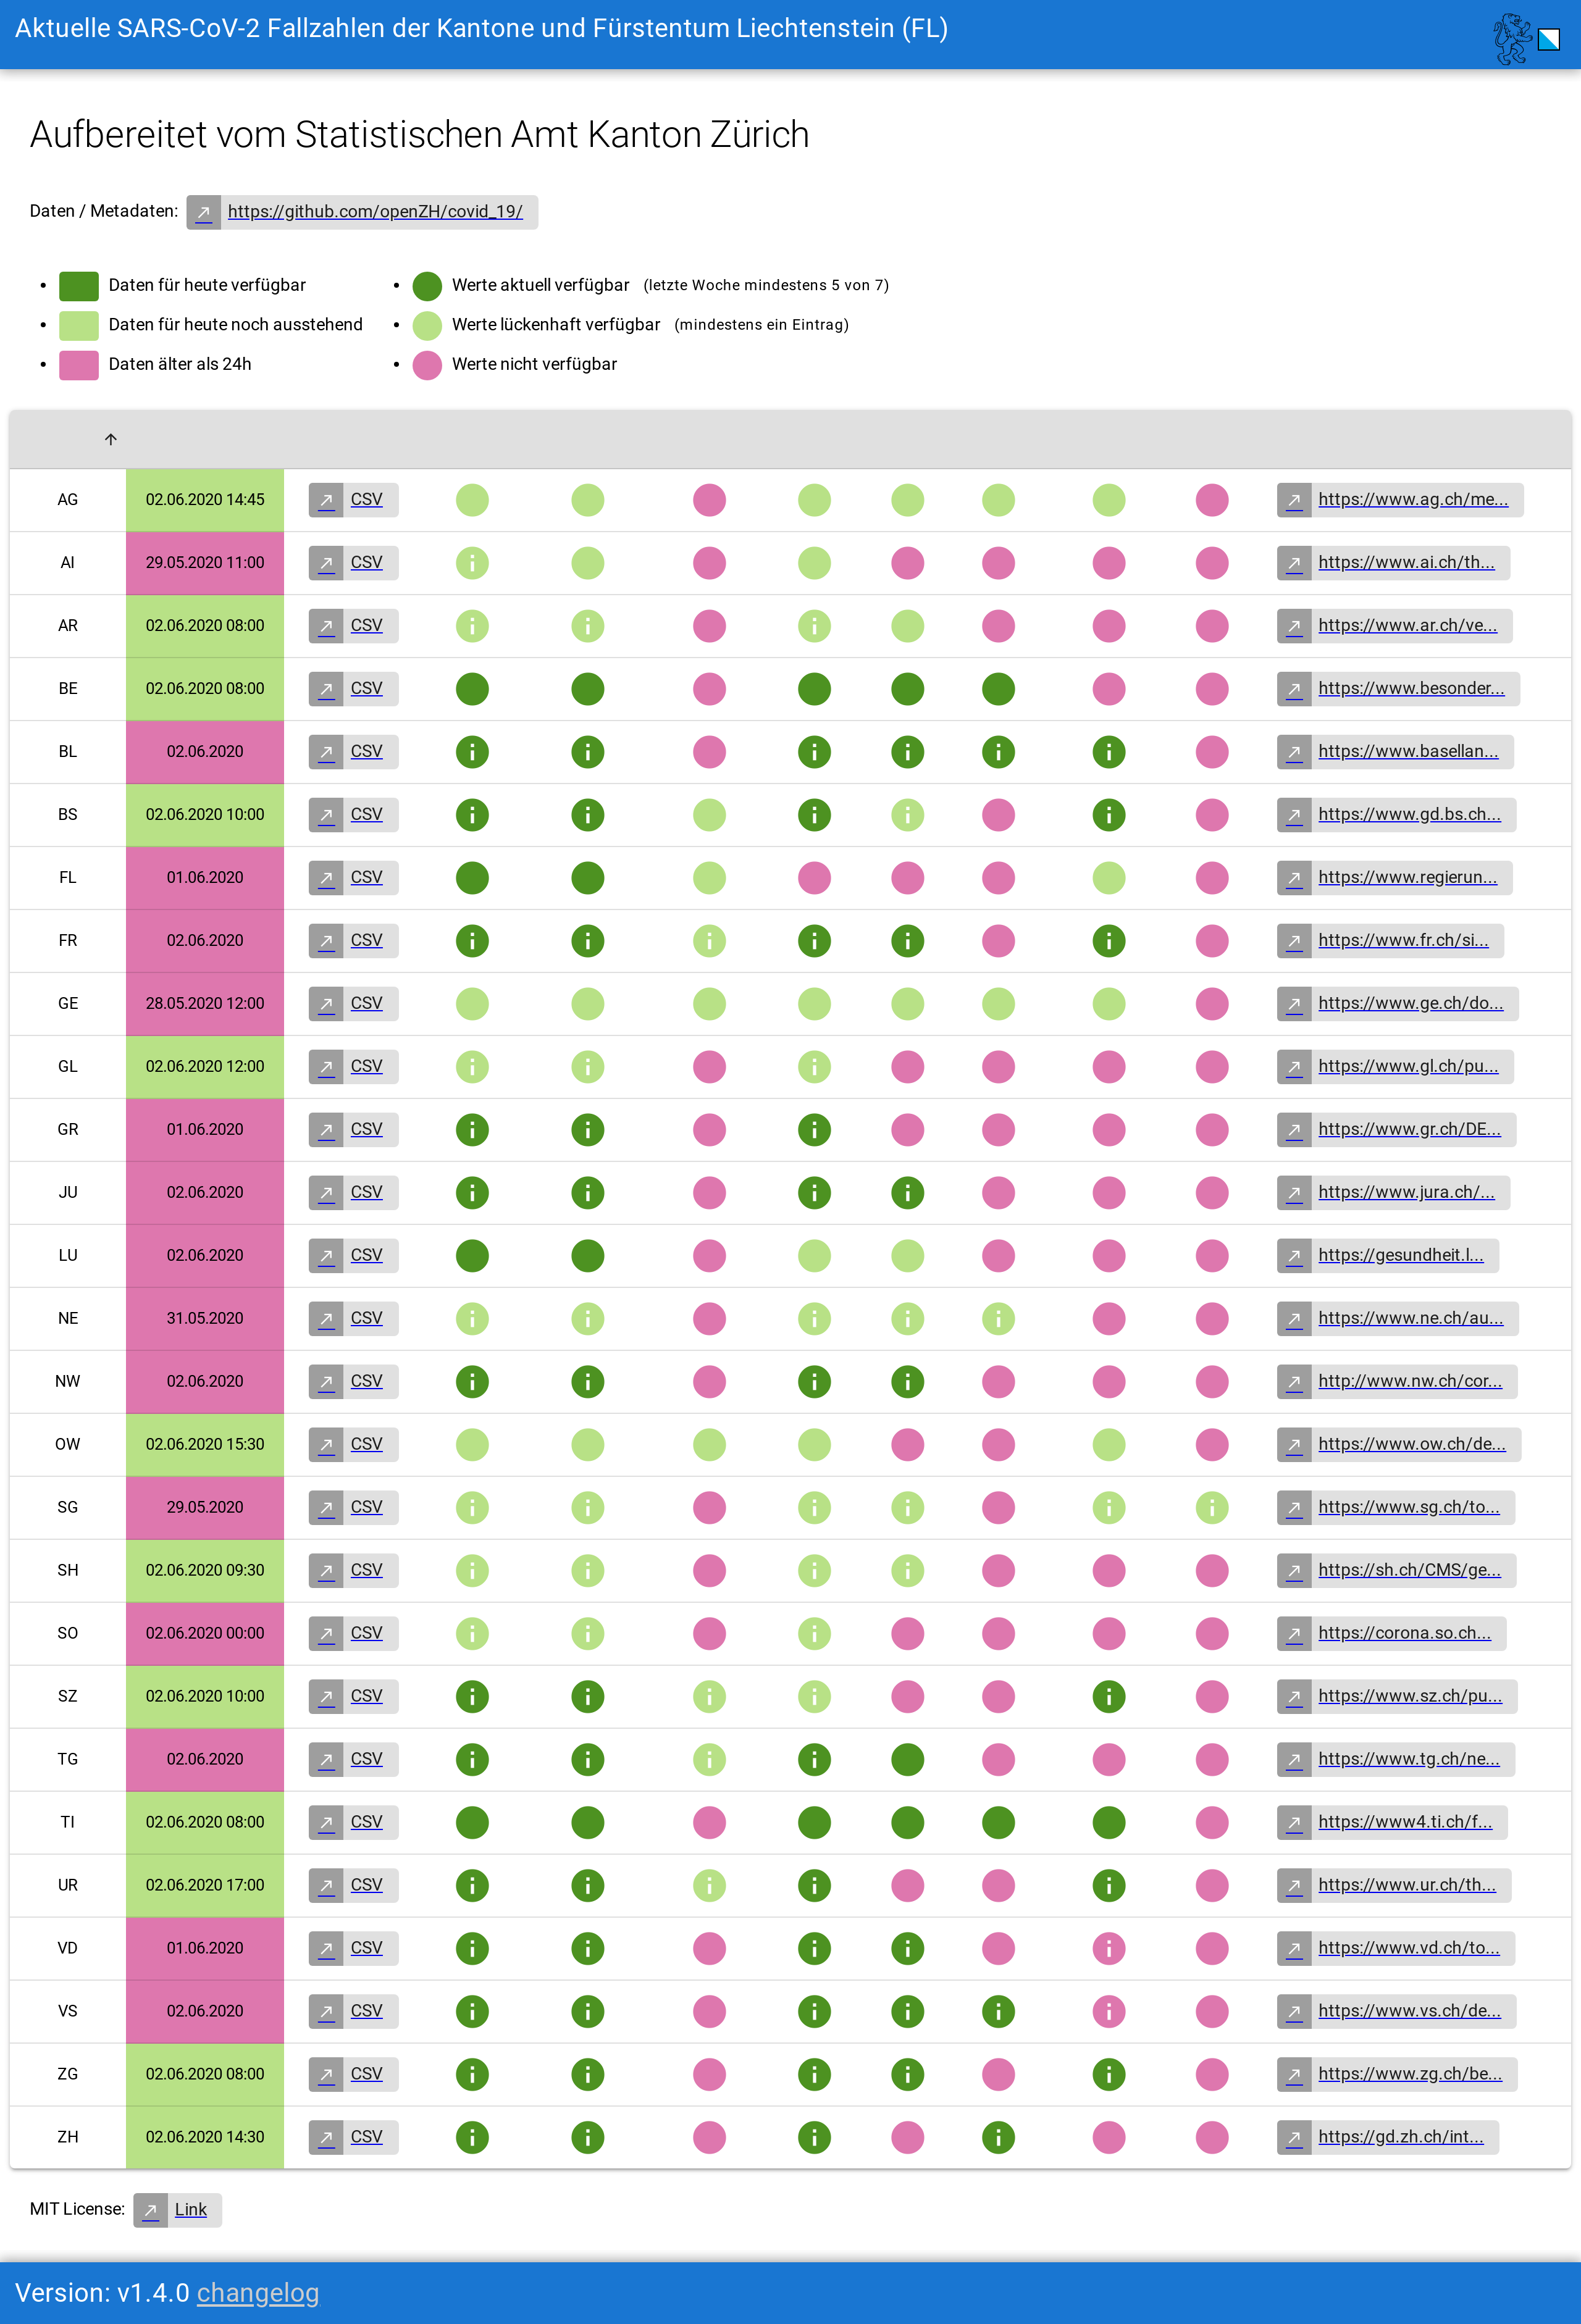 Aktuelle SARS-CoV-2 Fallzahlen der Kantone und Fürstentum Liechtenstein (FL)
Aufbereitet vom Statistischen Amt Kanton Zürich
Daten / Metadaten: https://github.com/openZH/covid_19/
Daten für heute verfügbar
Daten für heute noch ausstehend
Daten älter als 24h
Werte aktuell verfügbar (letzte Woche mindestens 5 von 7)
Werte lückenhaft verfügbar (mindestens ein Eintrag)
Werte nicht verfügbar
AG 02.06.2020 14:45 CSV https://www.ag.ch/me...
AI 29.05.2020 11:00 CSV https://www.ai.ch/th...
AR 02.06.2020 08:00 CSV https://www.ar.ch/ve...
BE 02.06.2020 08:00 CSV https://www.besonder...
BL 02.06.2020 CSV https://www.basellan...
BS 02.06.2020 10:00 CSV https://www.gd.bs.ch...
FL 01.06.2020 CSV https://www.regierun...
FR 02.06.2020 CSV https://www.fr.ch/si...
GE 28.05.2020 12:00 CSV https://www.ge.ch/do...
GL 02.06.2020 12:00 CSV https://www.gl.ch/pu...
GR 01.06.2020 CSV https://www.gr.ch/DE...
JU 02.06.2020 CSV https://www.jura.ch/...
LU 02.06.2020 CSV https://gesundheit.l...
NE 31.05.2020 CSV https://www.ne.ch/au...
NW 02.06.2020 CSV http://www.nw.ch/cor...
OW 02.06.2020 15:30 CSV https://www.ow.ch/de...
SG 29.05.2020 CSV https://www.sg.ch/to...
SH 02.06.2020 09:30 CSV https://sh.ch/CMS/ge...
SO 02.06.2020 00:00 CSV https://corona.so.ch...
SZ 02.06.2020 10:00 CSV https://www.sz.ch/pu...
TG 02.06.2020 CSV https://www.tg.ch/ne...
TI 02.06.2020 08:00 CSV https://www4.ti.ch/f...
UR 02.06.2020 17:00 CSV https://www.ur.ch/th...
VD 01.06.2020 CSV https://www.vd.ch/to...
VS 02.06.2020 CSV https://www.vs.ch/de...
ZG 02.06.2020 08:00 CSV https://www.zg.ch/be...
ZH 02.06.2020 14:30 CSV https://gd.zh.ch/int...
MIT License: Link
Version: v1.4.0 changelog